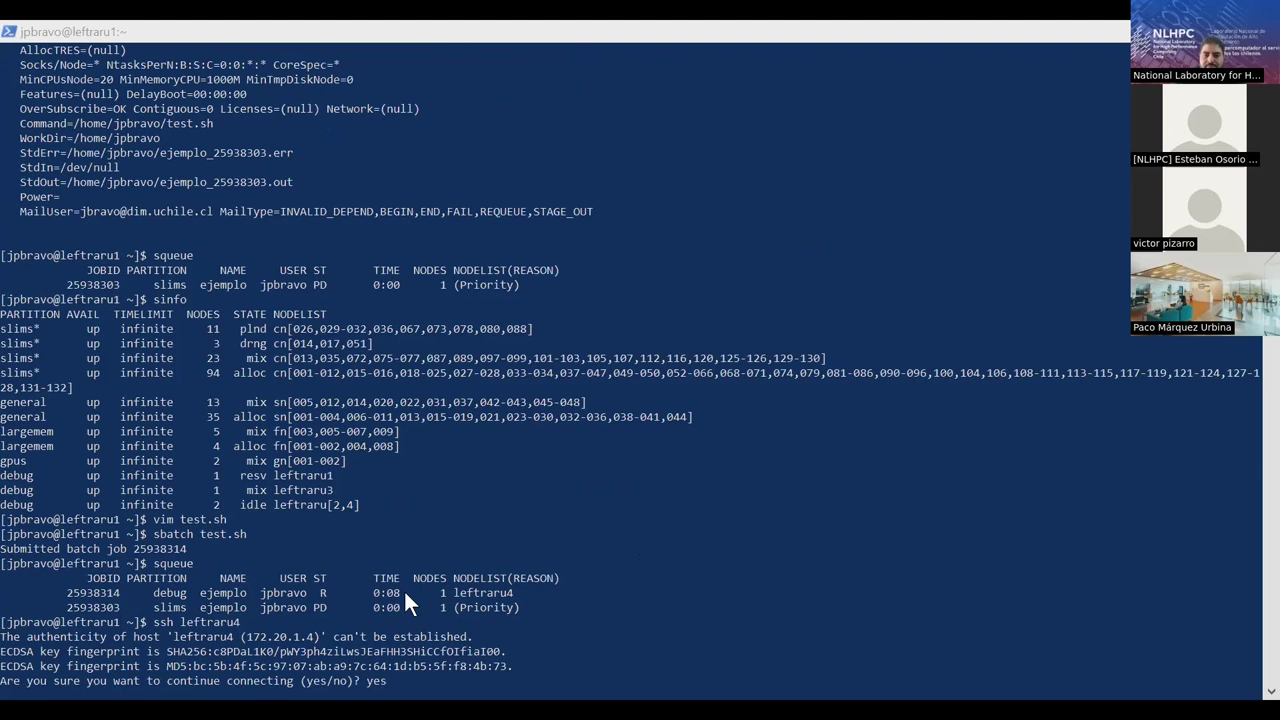 jpbravo@leftraru1:~
AllocTRES=(null)
Socks/Node=* NtasksPerN:B:S:C=0:0:*:* CoreSpec=*
MinCPUsNode=20 MinMemoryCPU=1000M MinTmpDiskNode=0
Features=(null) DelayBoot=00:00:00
OverSubscribe=OK Contiguous=0 Licenses=(null) Network=(null)
Command=/home/jpbravo/test.sh
WorkDir=/home/jpbravo
StdErr=/home/jpbravo/ejemplo_25938303.err
StdIn=/dev/null
StdOut=/home/jpbravo/ejemplo_25938303.out
Power=
MailUser=jbravo@dim.uchile.cl MailType=INVALID_DEPEND,BEGIN,END,FAIL,REQUEUE,STAGE_OUT
[jpbravo@leftraru1 ~]$ squeue
JOBID PARTITION NAME USER ST TIME NODES NODELIST(REASON)
25938303 slims ejemplo jpbravo PD 0:00 1 (Priority)
[jpbravo@leftraru1 ~]$ sinfo
PARTITION AVAIL TIMELIMIT NODES STATE NODELIST
slims* up infinite 11 plnd cn[026,029-032,036,067,073,078,080,088]
slims* up infinite 3 drng cn[014,017,051]
slims* up infinite 23 mix cn[013,035,072,075-077,087,089,097-099,101-103,105,107,112,116,120,125-126,129-130]
slims* up infinite 94 alloc cn[001-012,015-016,018-025,027-028,033-034,037-047,049-050,052-066,068-071,074,079,081-086,090-096,100,104,106,108-111,113-115,117-119,121-124,127-1
28,131-132]
general up infinite 13 mix sn[005,012,014,020,022,031,037,042-043,045-048]
general up infinite 35 alloc sn[001-004,006-011,013,015-019,021,023-030,032-036,038-041,044]
largemem up infinite 5 mix fn[003,005-007,009]
largemem up infinite 4 alloc fn[001-002,004,008]
gpus up infinite 2 mix gn[001-002]
debug up infinite 1 resv leftraru1
debug up infinite 1 mix leftraru3
debug up infinite 2 idle leftraru[2,4]
[jpbravo@leftraru1 ~]$ vim test.sh
[jpbravo@leftraru1 ~]$ sbatch test.sh
Submitted batch job 25938314
[jpbravo@leftraru1 ~]$ squeue
JOBID PARTITION NAME USER ST TIME NODES NODELIST(REASON)
25938314 debug ejemplo jpbravo R 0:08 1 leftraru4
25938303 slims ejemplo jpbravo PD 0:00 1 (Priority)
[jpbravo@leftraru1 ~]$ ssh leftraru4
The authenticity of host 'leftraru4 (172.20.1.4)' can't be established.
ECDSA key fingerprint is SHA256:c8PDaL1K0/pWY3ph4ziLwsJEaFHH3SHiCCfOIfiaI00.
ECDSA key fingerprint is MD5:bc:5b:4f:5c:97:07:ab:a9:7c:64:1d:b5:5f:f8:4b:73.
Are you sure you want to continue connecting (yes/no)? yes
NLHPC
National Laboratory for H...
[NLHPC] Esteban Osorio ...
victor pizarro
Paco Márquez Urbina